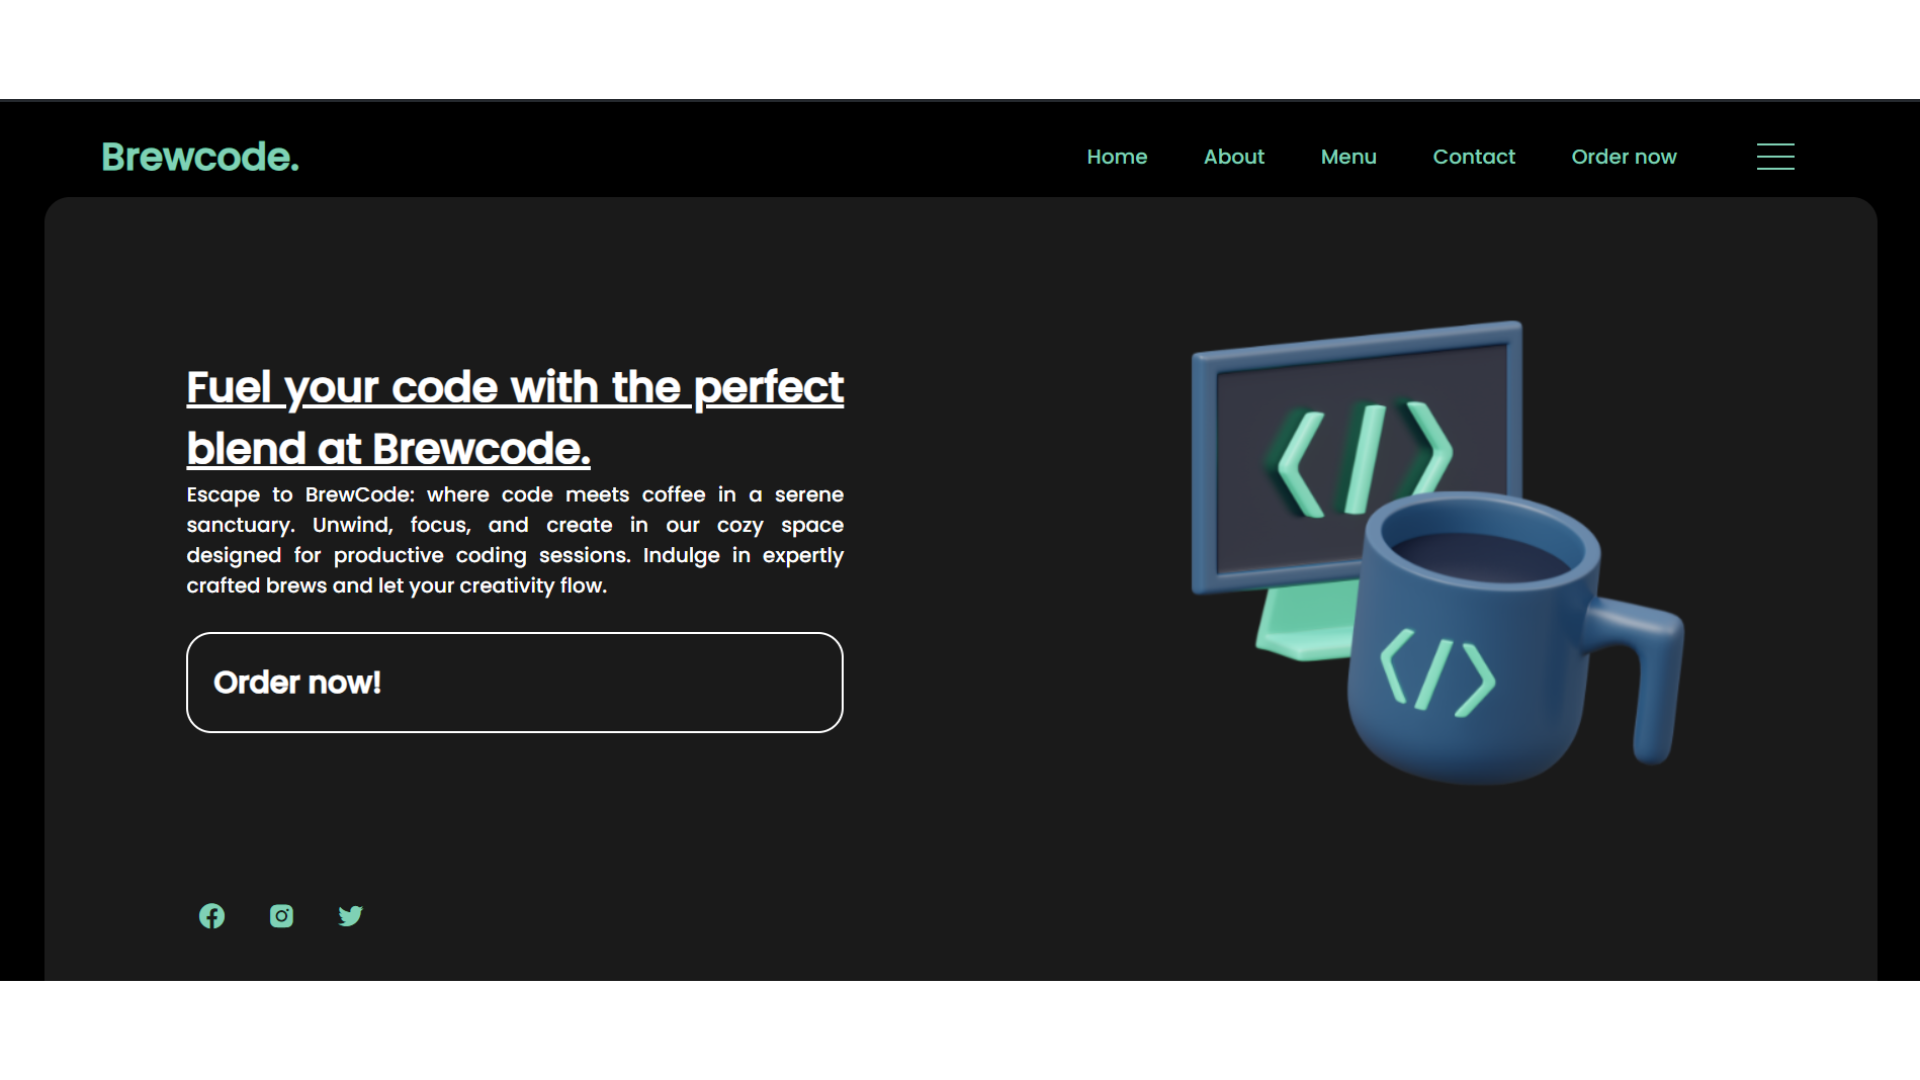 Brewcode.
Home About Menu Contact Order now
Fuel your code with the perfect
blend at Brewcode.
Escape to BrewCode: where code meets coffee in a serene
sanctuary. Unwind, focus, and create in our cozy space
designed for productive coding sessions. Indulge in expertly
crafted brews and let your creativity flow.
Order now!
</>
</>